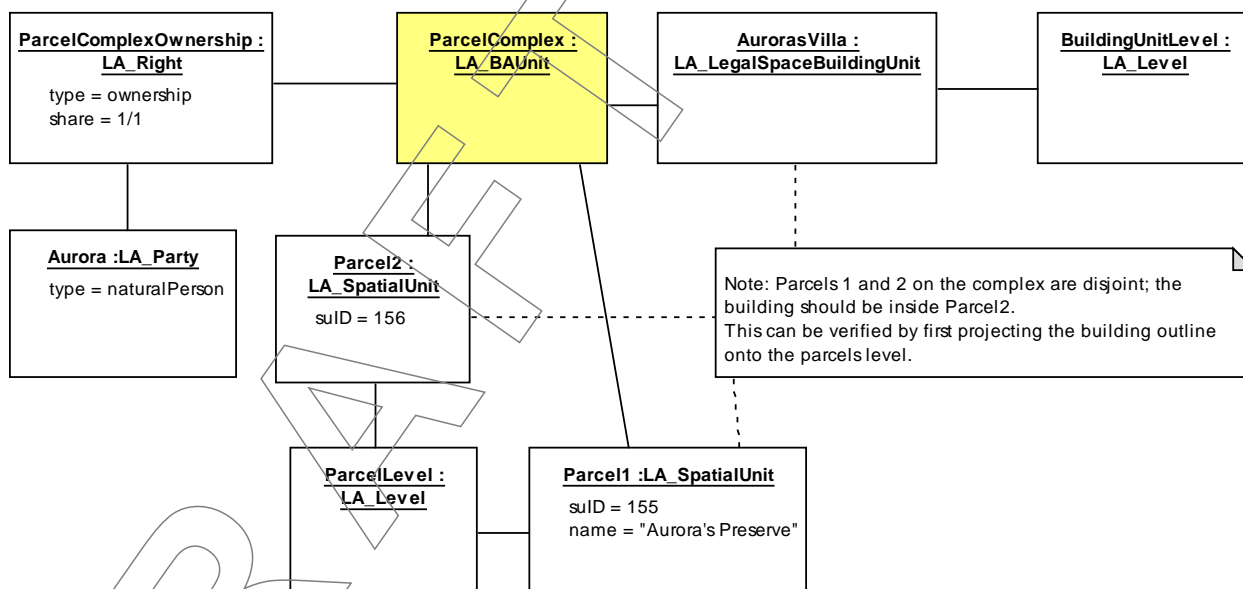 ParcelComplexOwnership :
LA_Right
type = ownership
share = 1/1
ParcelComplex :
LA_BAUnit
AurorasVilla :
LA_LegalSpaceBuildingUnit
BuildingUnitLevel :
LA_Level
Aurora :LA_Party
type = naturalPerson
Parcel2 :
LA_SpatialUnit
suID = 156
Note: Parcels 1 and 2 on the complex are disjoint; the
building should be inside Parcel2.
This can be verified by first projecting the building outline
onto the parcels level.
ParcelLevel :
LA_Level
Parcel1 :LA_SpatialUnit
suID = 155
name = "Aurora's Preserve"
DRAFT